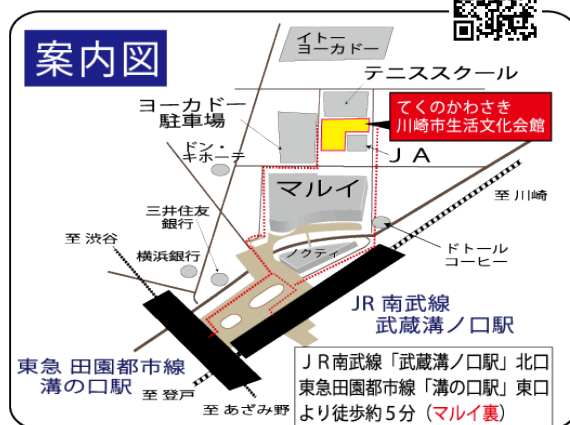 案内図
イトー
ヨーカドー
テニススクール
ヨーカドー
駐車場
てくのかわさき
川崎市生活文化会館
ドン・
キホーテ
JA
マルイ
至 川崎
三井住友
銀行
至 渋谷
横浜銀行
ノクティ
ドトール
コーヒー
JR 南武線
武蔵溝ノ口駅
東急 田園都市線
溝の口駅
至 登戸
至 あざみ野
JR南武線「武蔵溝ノ口駅」北口
東急田園都市線「溝の口駅」東口
より徒歩約5分（マルイ裏）